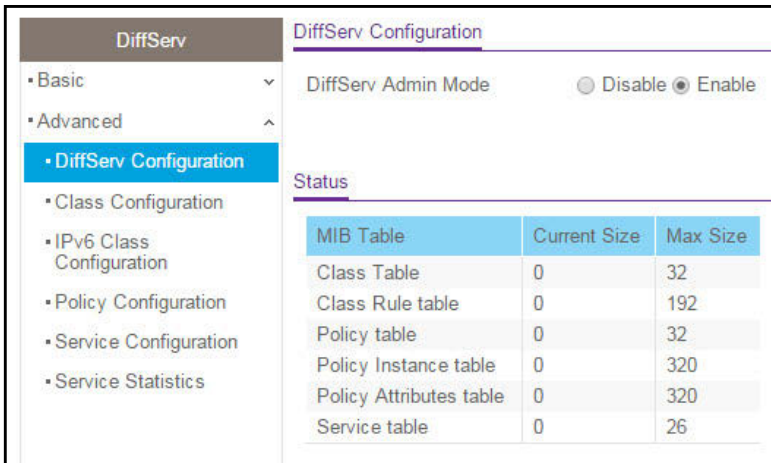 DiffServ
Basic
Advanced
DiffServ Configuration
Class Configuration
IPv6 Class
Configuration
Policy Configuration
Service Configuration
Service Statistics
DiffServ Configuration
DiffServ Admin Mode Disable Enable
Status
MIB Table Current Size Max Size
Class Table 0 32
Class Rule table 0 192
Policy table 0 32
Policy Instance table 0 320
Policy Attributes table 0 320
Service table 0 26